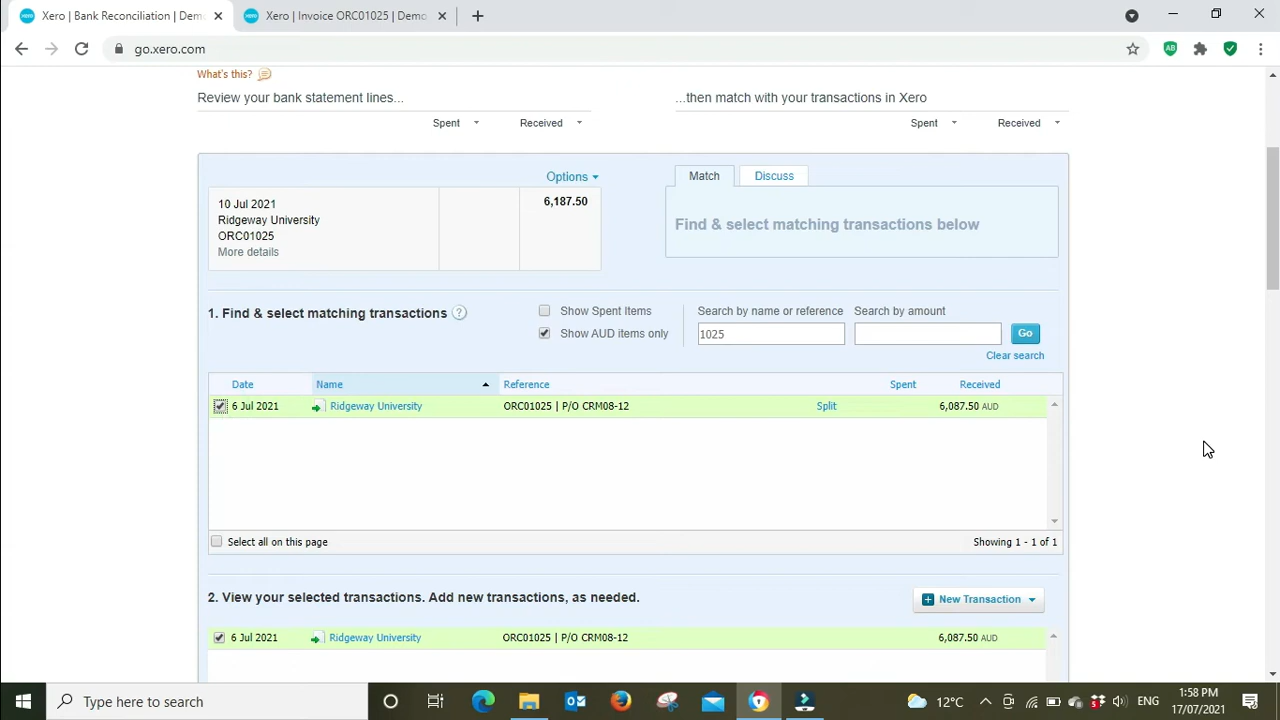 Xero | Bank Reconciliation | Dem
Xero | Invoice ORC01025 | Demo
go.xero.com
What's this?
Review your bank statement lines...
...then match with your transactions in Xero
Spent Received
Spent Received
Options
Match Discuss
10 Jul 2021
Ridgeway University
ORC01025
More details
6,187.50
Find & select matching transactions below
1. Find & select matching transactions ?
Show Spent Items
Show AUD items only
Search by name or reference
Search by amount
1025
Go
Clear search
Date Name Reference Spent Received
6 Jul 2021 Ridgeway University ORC01025 | P/O CRM08-12 Split 6,087.50 AUD
Select all on this page
Showing 1 - 1 of 1
2. View your selected transactions. Add new transactions, as needed.
New Transaction
6 Jul 2021 Ridgeway University ORC01025 | P/O CRM08-12 6,087.50 AUD
Type here to search
12°C
ENG
1:58 PM
17/07/2021